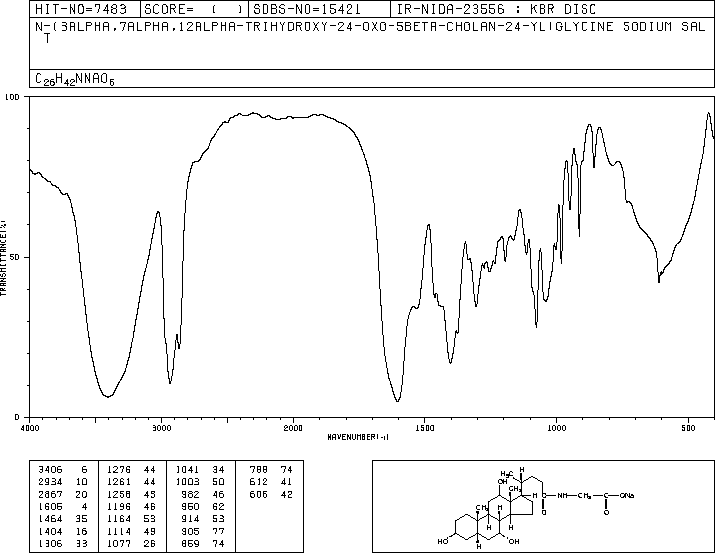 HIT-NO=7483 SCORE= ( ) SDBS-NO=15421 IR-NIDA-23556 : KBR DISC
N-(3ALPHA,7ALPHA,12ALPHA-TRIHYDROXY-24-OXO-5BETA-CHOLAN-24-YL)GLYCINE SODIUM SAL
T
C26H42NNAO6
100
50
0
TRANSMITTANCE(%)
4000 3000 2000 1500 1000 500
WAVENUMBER(-1)
3406 6 1276 44 1041 34 788 74
2934 10 1261 44 1003 50 612 41
2867 20 1258 45 982 46 606 42
1605 4 1196 46 950 62
1464 35 1164 53 914 53
1404 16 1114 49 905 77
1306 33 1077 26 859 74
H3C H
OH CH3 H NH CH2 ONa
CH3 H O O
H H
HO H OH